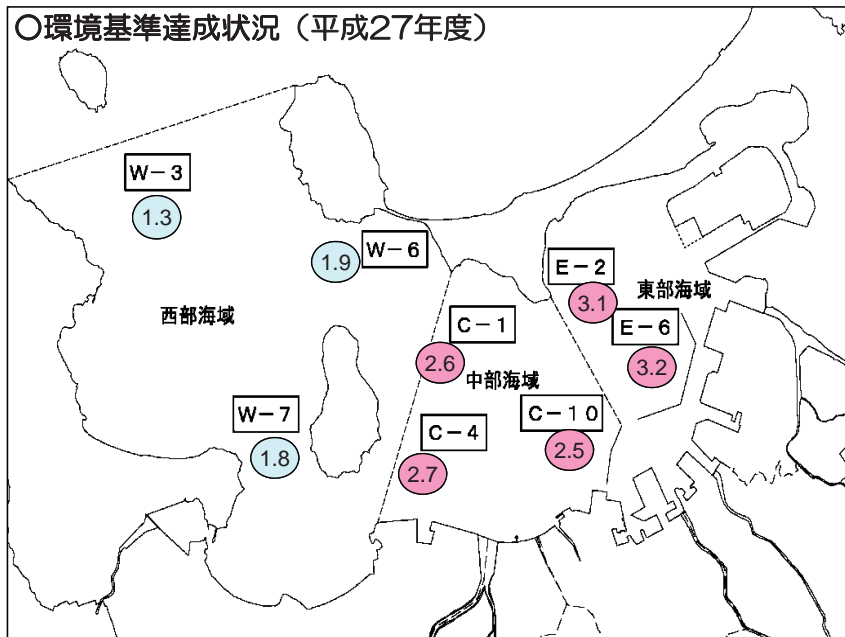 ○環境基準達成状況（平成27年度）
W－3
1.3
1.9
W－6
西部海域
W－7
1.8
C－1
2.6
中部海域
C－4
2.7
C－10
2.5
E－2
3.1
東部海域
E－6
3.2